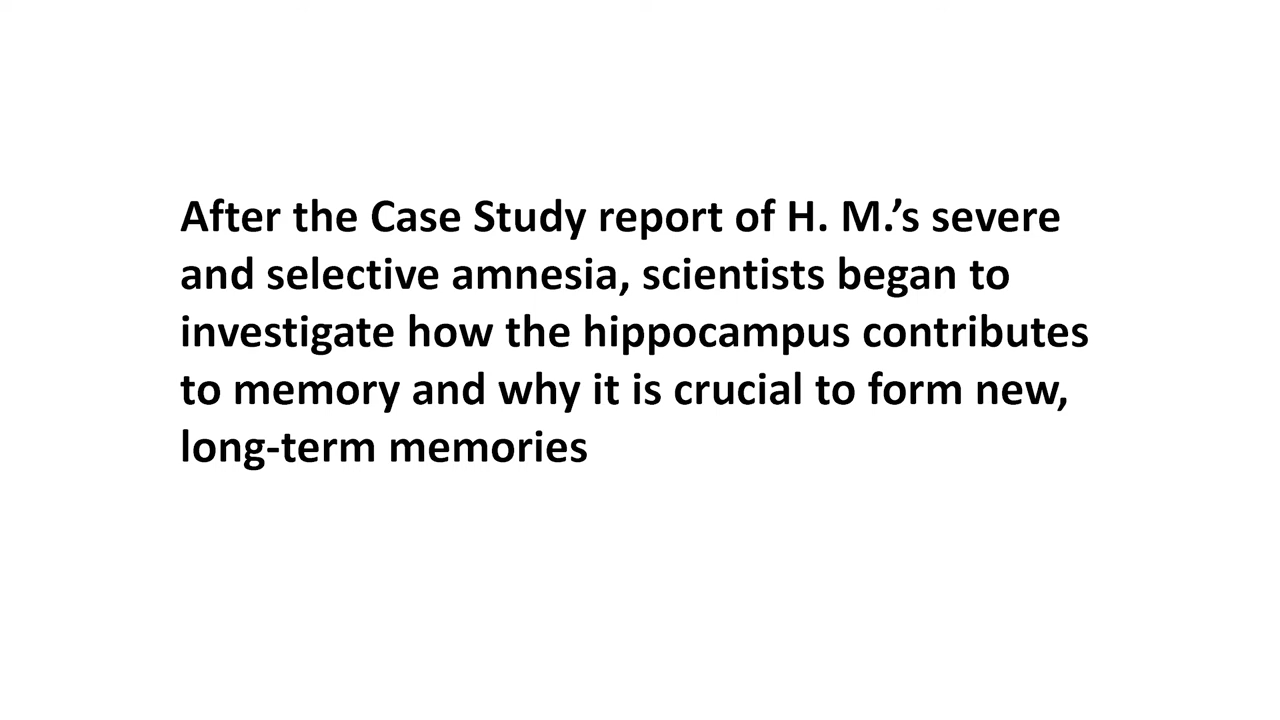 After the Case Study report of H. M.’s severe
and selective amnesia, scientists began to
investigate how the hippocampus contributes
to memory and why it is crucial to form new,
long-term memories